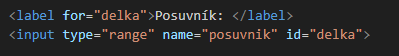 <label for="delka">Posuvník: </label>
<input type="range" name="posuvnik" id="delka">